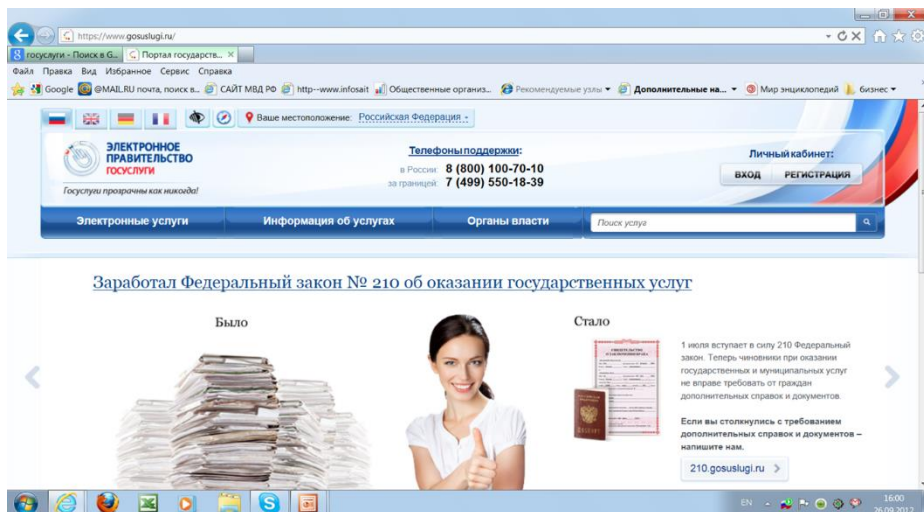 https://www.gosuslugi.ru/
госуслуги - Поиск в G...
Портал государств...
Файл Правка Вид Избранное Сервис Справка
Google @MAIL.RU почта, поиск в... САЙТ МВД РФ http--www.infosait Общественные организ... Рекомендуемые узлы Дополнительные на... Мир энциклопедий бизнес
Ваше местоположение: Российская Федерация
ЭЛЕКТРОННОЕ
ПРАВИТЕЛЬСТВО
ГОСУСЛУГИ
Госуслуги прозрачны как никогда!
Телефоны поддержки:
в России: 8 (800) 100-70-10
за границей: 7 (499) 550-18-39
Личный кабинет:
ВХОД РЕГИСТРАЦИЯ
Электронные услуги Информация об услугах Органы власти Поиск услуг
Заработал Федеральный закон № 210 об оказании государственных услуг
Было
Стало
1 июля вступает в силу 210 Федеральный
закон. Теперь чиновники при оказании
государственных и муниципальных услуг
не вправе требовать от граждан
дополнительных справок и документов.
Если вы столкнулись с требованием
дополнительных справок и документов –
напишите нам.
210.gosuslugi.ru
EN
16:00
26.09.2012